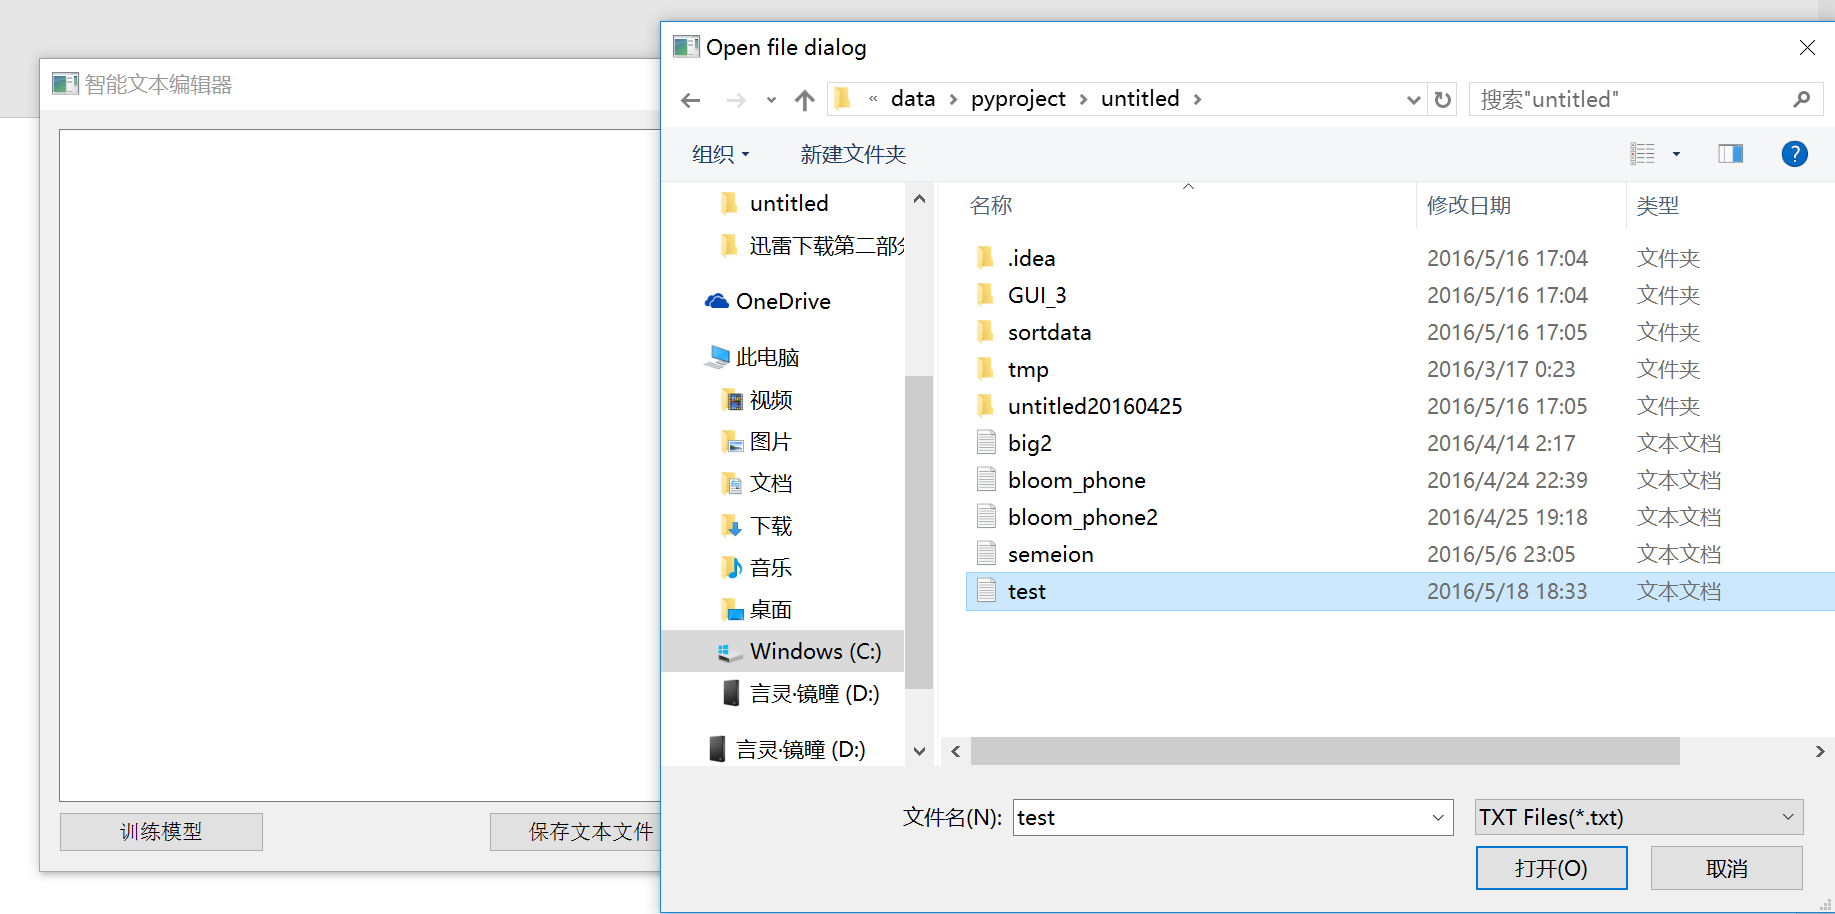 智能文本编辑器
训练模型
保存文本文件
Open file dialog
« data > pyproject > untitled >
搜索"untitled"
组织
新建文件夹
?
untitled
迅雷下载第二部分
OneDrive
此电脑
视频
图片
文档
下载
音乐
桌面
Windows (C:)
言灵·镜瞳 (D:)
言灵·镜瞳 (D:)
名称 修改日期 类型
.idea 2016/5/16 17:04 文件夹
GUI_3 2016/5/16 17:04 文件夹
sortdata 2016/5/16 17:05 文件夹
tmp 2016/3/17 0:23 文件夹
untitled20160425 2016/5/16 17:05 文件夹
big2 2016/4/14 2:17 文本文档
bloom_phone 2016/4/24 22:39 文本文档
bloom_phone2 2016/4/25 19:18 文本文档
semeion 2016/5/6 23:05 文本文档
test 2016/5/18 18:33 文本文档
文件名(N): test
TXT Files(*.txt)
打开(O)
取消